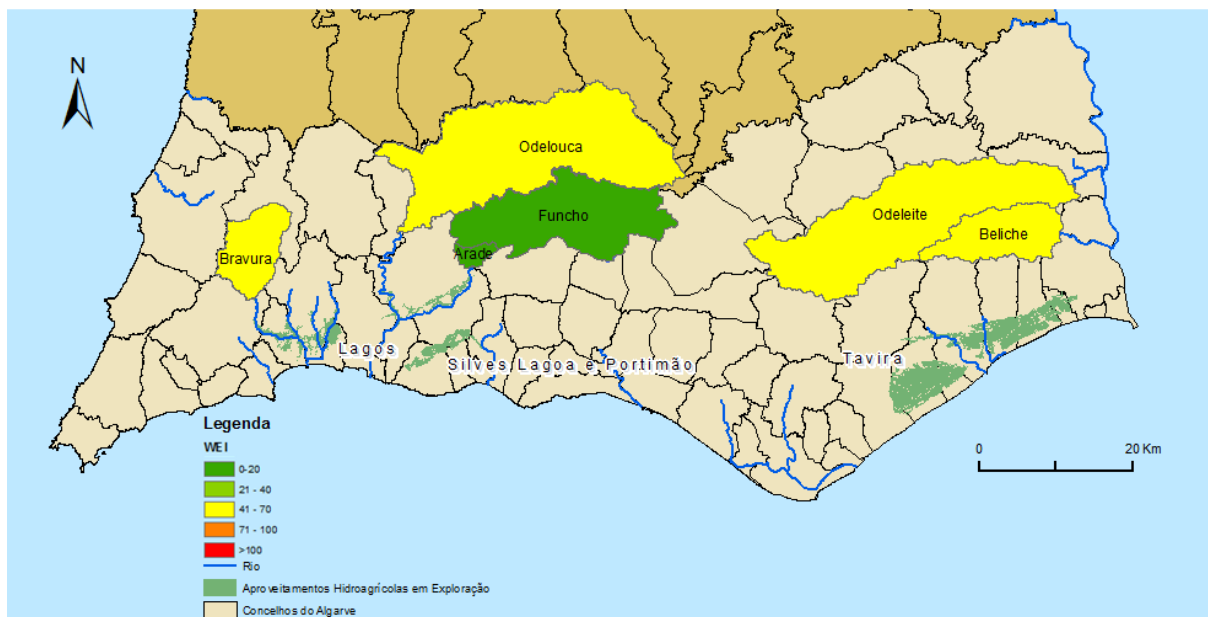 N
Odelouca
Funcho
Arade
Bravura
Odeleite
Beliche
Lagos
Silves, Lagoa e Portimão
Tavira
0 20 Km
Legenda
WEI
0-20
21 - 40
41 - 70
71 - 100
>100
Rio
Aproveitamentos Hidroagrícolas em Exploração
Concelhos do Algarve